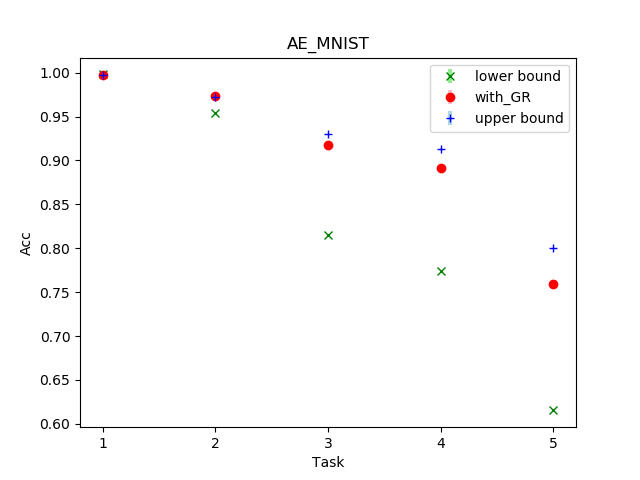 AE_MNIST
1.00
0.95
0.90
0.85
0.80
0.75
0.70
0.65
0.60
Acc
lower bound
with_GR
upper bound
1 2 3 4 5
Task